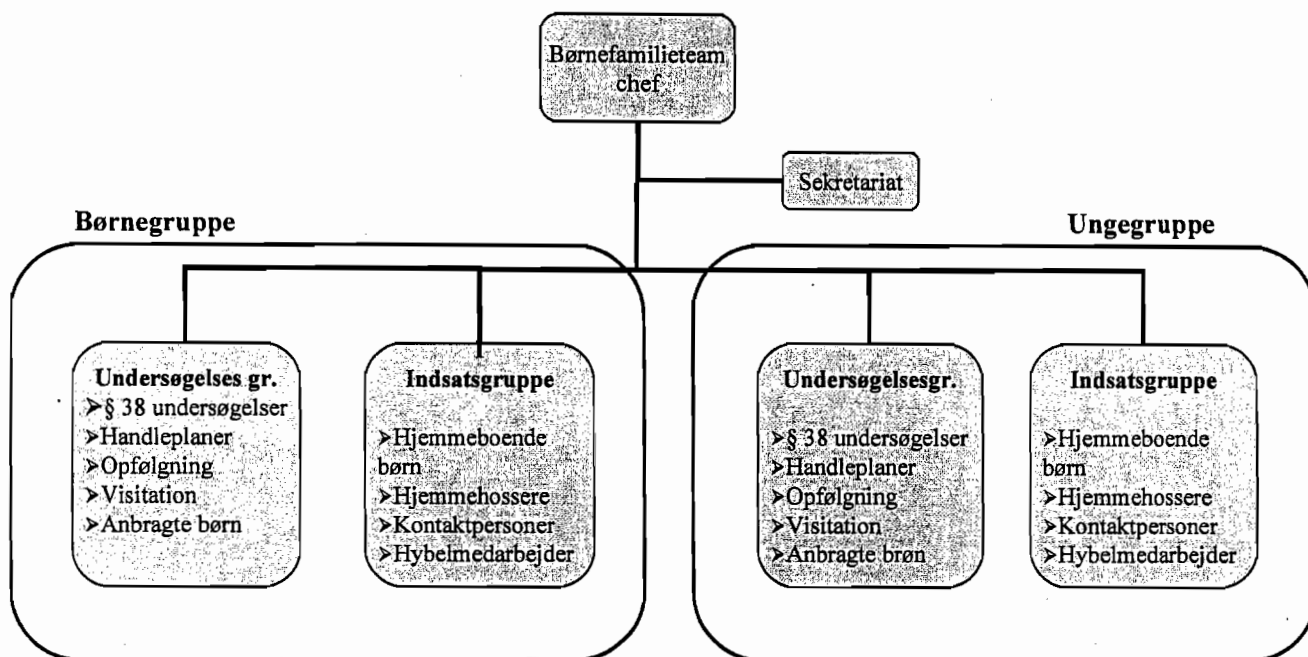 Børnefamilieteam
chef
Sekretariat
Børnegruppe
Ungegruppe
Undersøgelses gr.
➢§ 38 undersøgelser
➢Handleplaner
➢Opfølgning
➢Visitation
➢Anbragte børn
Indsatsgruppe
➢Hjemmeboende
børn
➢Hjemmehossere
➢Kontaktpersoner
➢Hybelmedarbejder
Undersøgelsesgr.
➢§ 38 undersøgelser
➢Handleplaner
➢Opfølgning
➢Visitation
➢Anbragte brøn
Indsatsgruppe
➢Hjemmeboende
børn
➢Hjemmehossere
➢Kontaktpersoner
➢Hybelmedarbejder